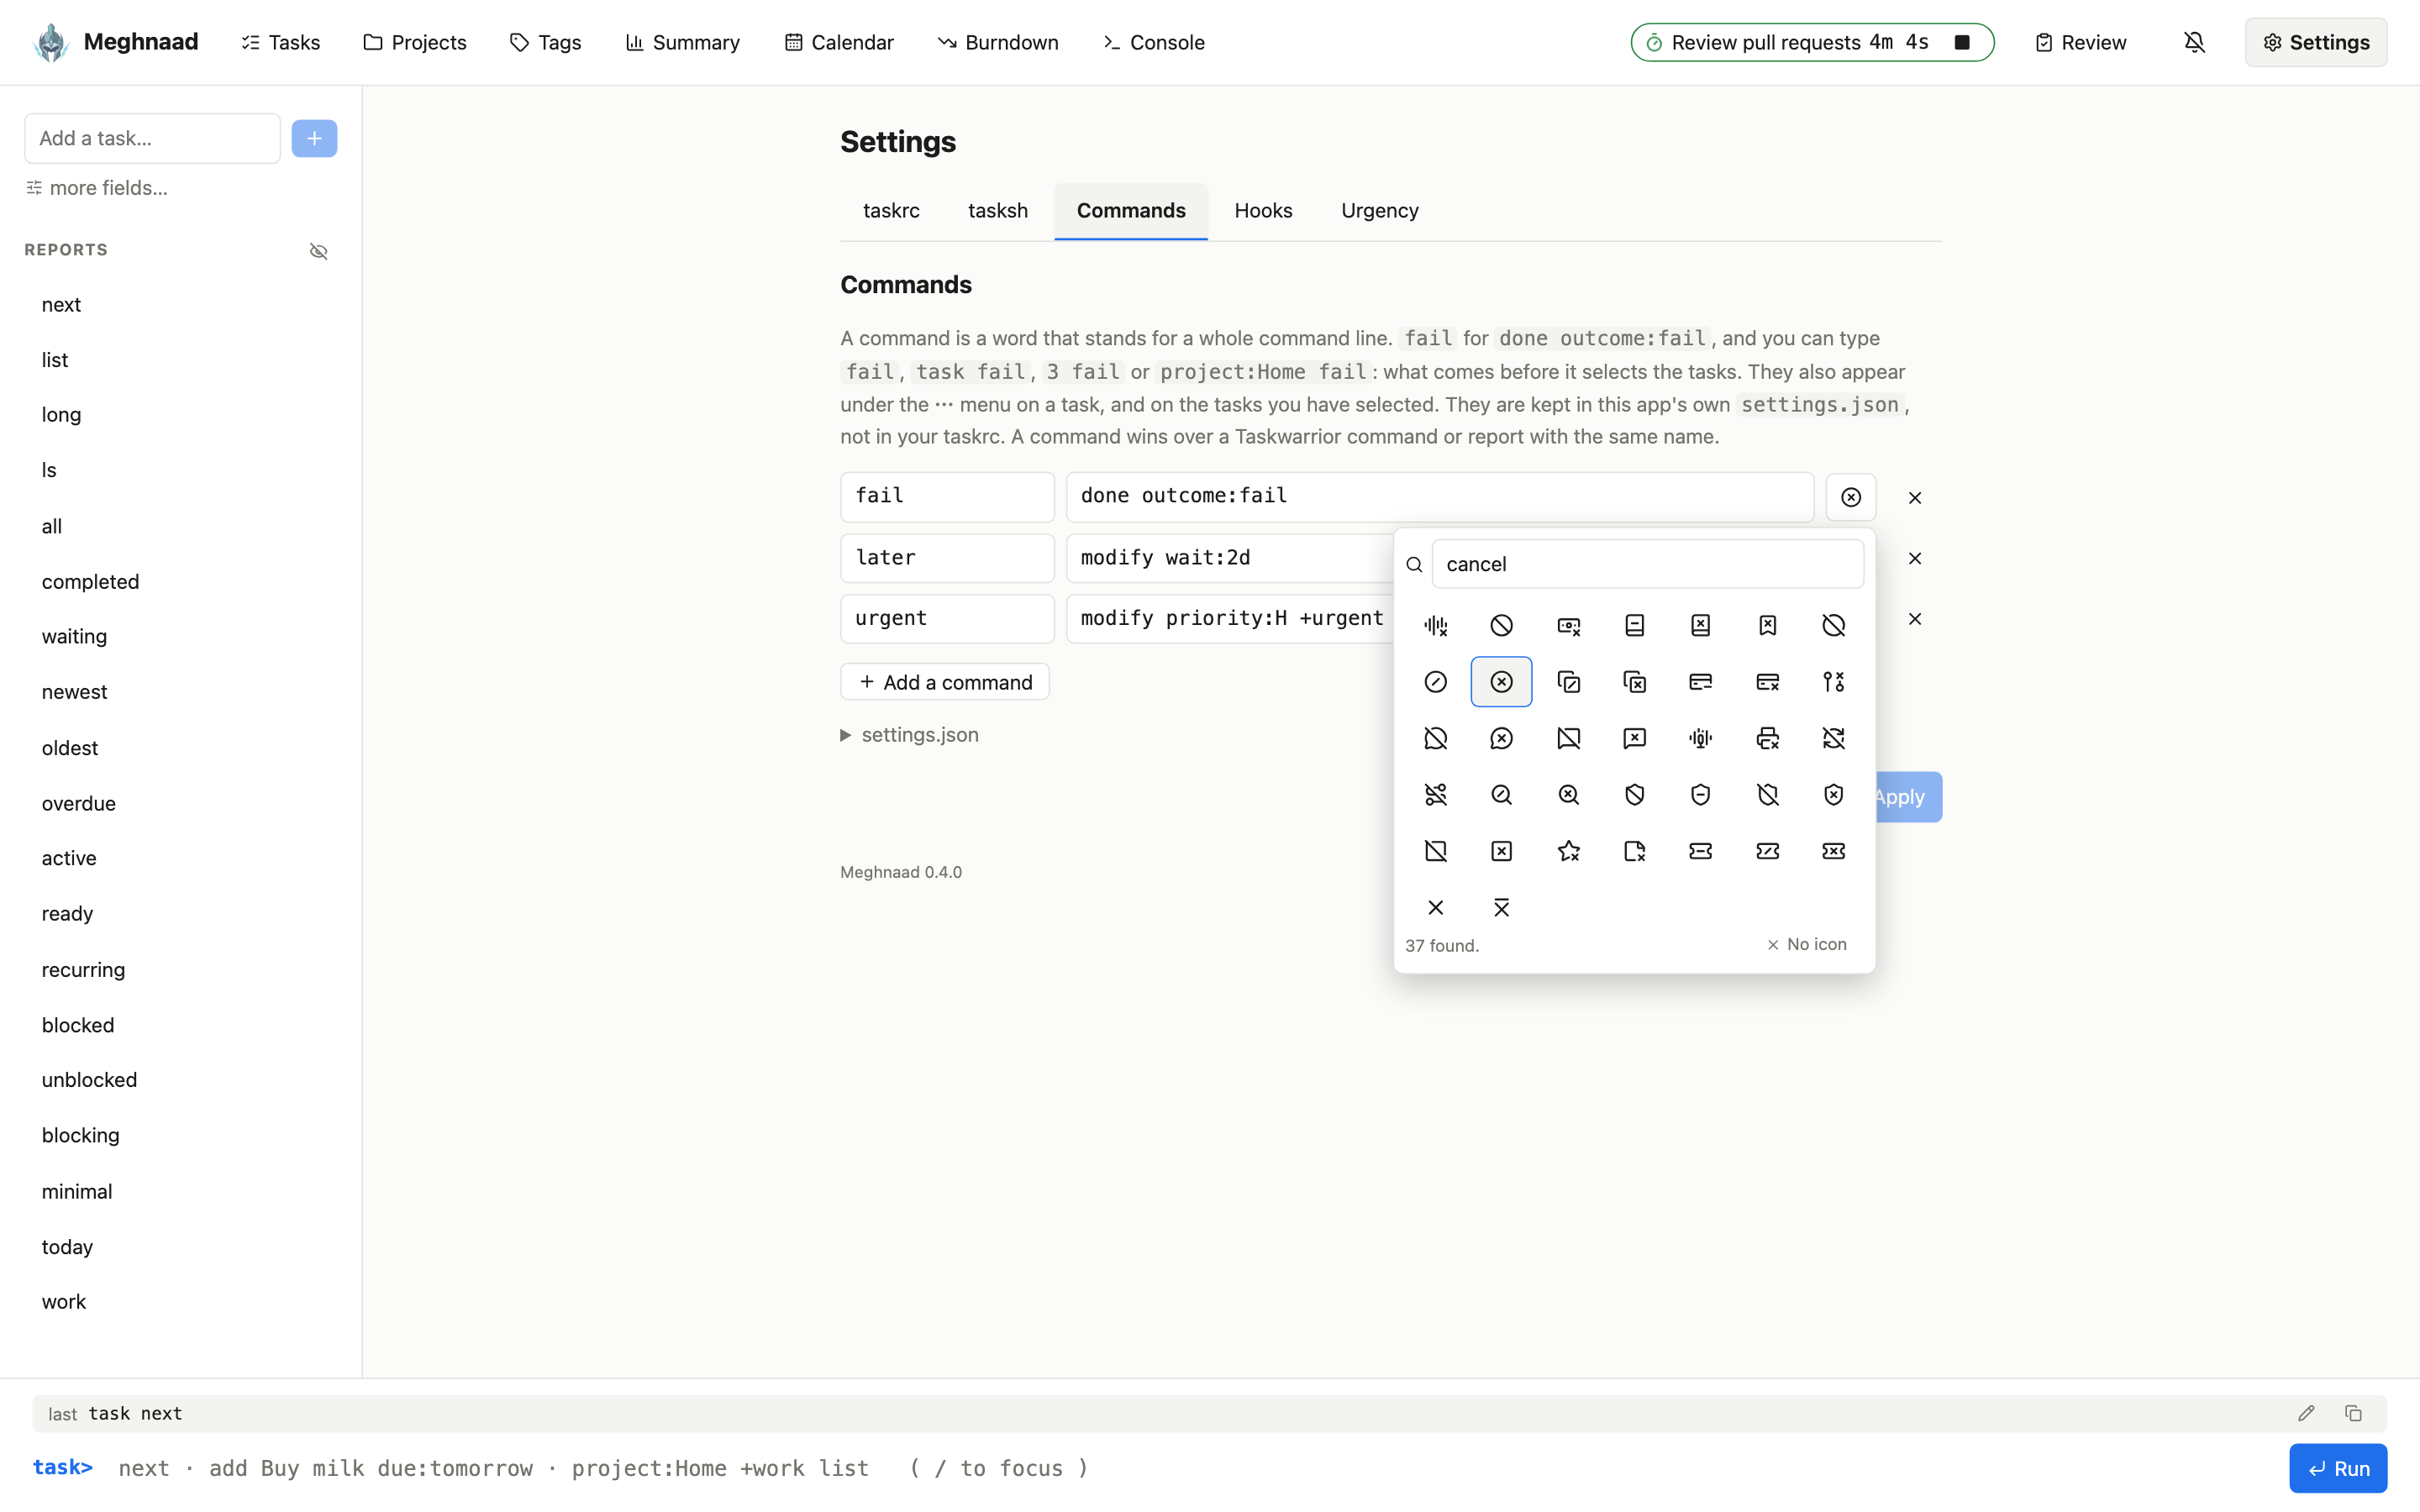 Meghnaad
Tasks
Projects
Tags
Summary
Calendar
Burndown
Console
Review pull requests 4m 4s
Review
Settings
Add a task...
more fields...
REPORTS
next
list
long
ls
all
completed
waiting
newest
oldest
overdue
active
ready
recurring
blocked
unblocked
blocking
minimal
today
work
Settings
taskrc
tasksh
Commands
Hooks
Urgency
Commands
A command is a word that stands for a whole command line. fail for done outcome:fail, and you can type
fail, task fail, 3 fail or project:Home fail: what comes before it selects the tasks. They also appear
under the ··· menu on a task, and on the tasks you have selected. They are kept in this app's own settings.json,
not in your taskrc. A command wins over a Taskwarrior command or report with the same name.
fail
done outcome:fail
later
modify wait:2d
urgent
modify priority:H +urgent
+ Add a command
settings.json
cancel
37 found.
No icon
Apply
Meghnaad 0.4.0
last task next
task> next · add Buy milk due:tomorrow · project:Home +work list ( / to focus )
Run